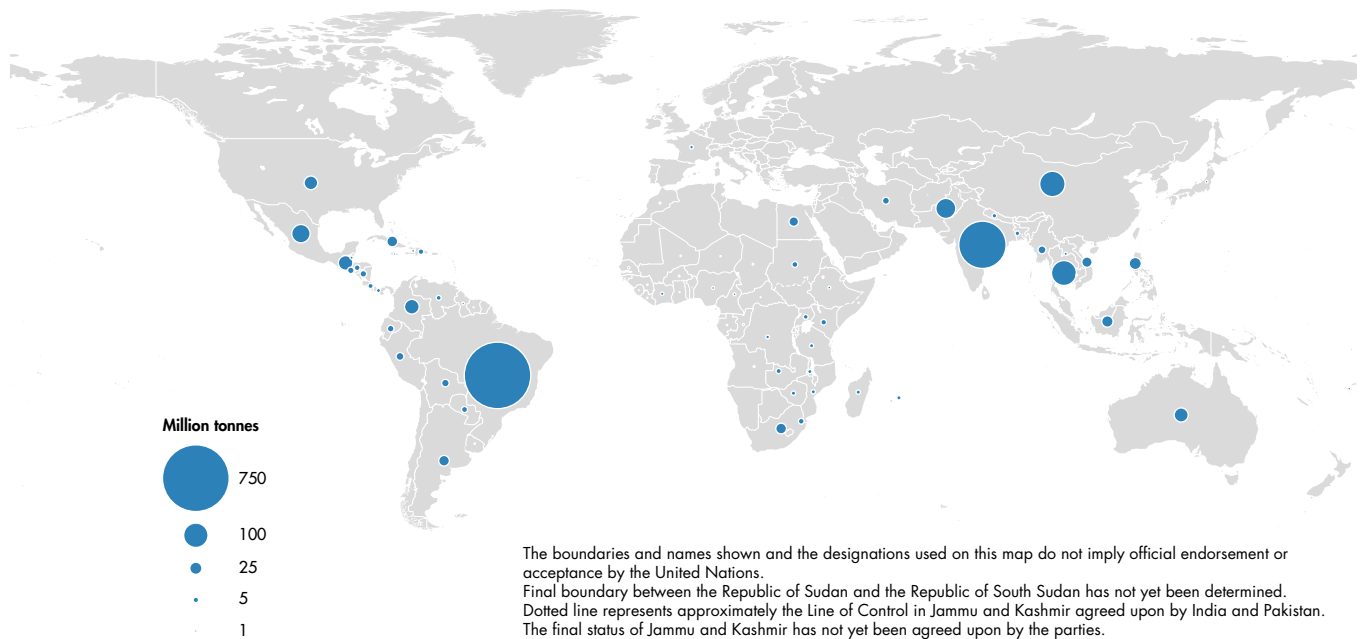 Million tonnes
750
100
25
5
1
The boundaries and names shown and the designations used on this map do not imply official endorsement or
acceptance by the United Nations.
Final boundary between the Republic of Sudan and the Republic of South Sudan has not yet been determined.
Dotted line represents approximately the Line of Control in Jammu and Kashmir agreed upon by India and Pakistan.
The final status of Jammu and Kashmir has not yet been agreed upon by the parties.